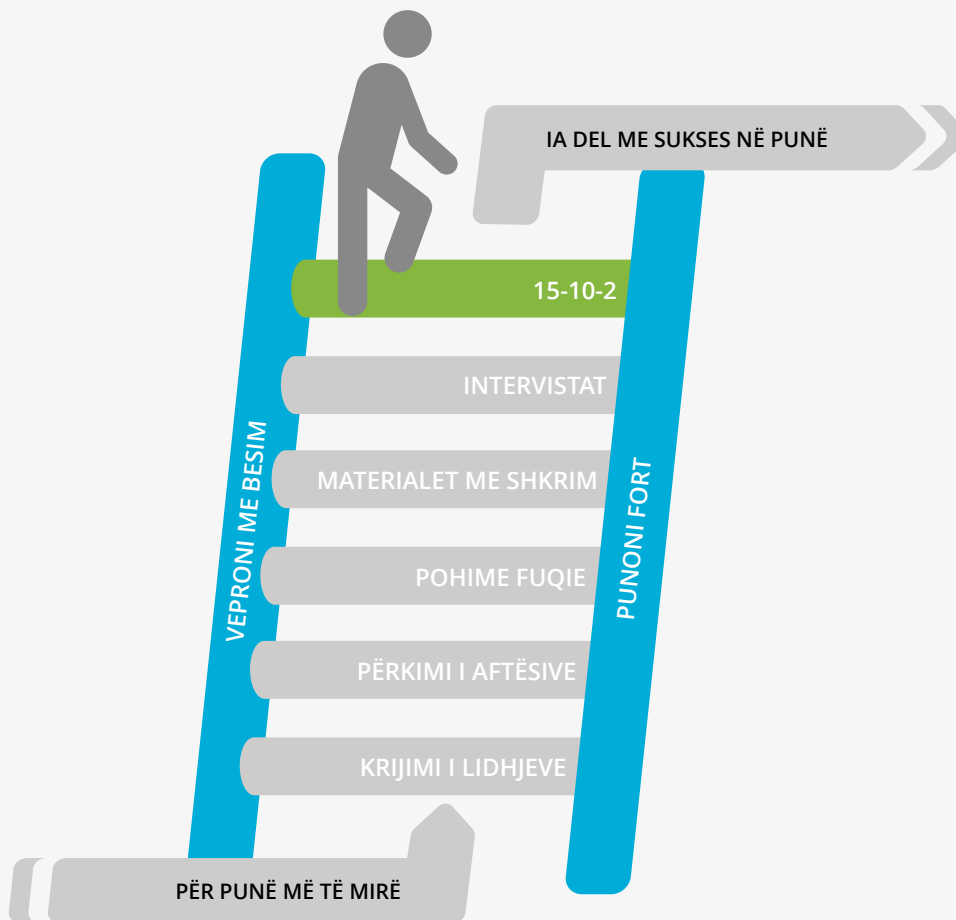 IA DEL ME SUKSES NË PUNË
15-10-2
INTERVISTAT
MATERIALET ME SHKRIM
POHIME FUQIE
PËRKIMI I AFTËSIVE
KRIJIMI I LIDHJEVE
VEPRONI ME BESIM
PUNONI FORT
PËR PUNË MË TË MIRË